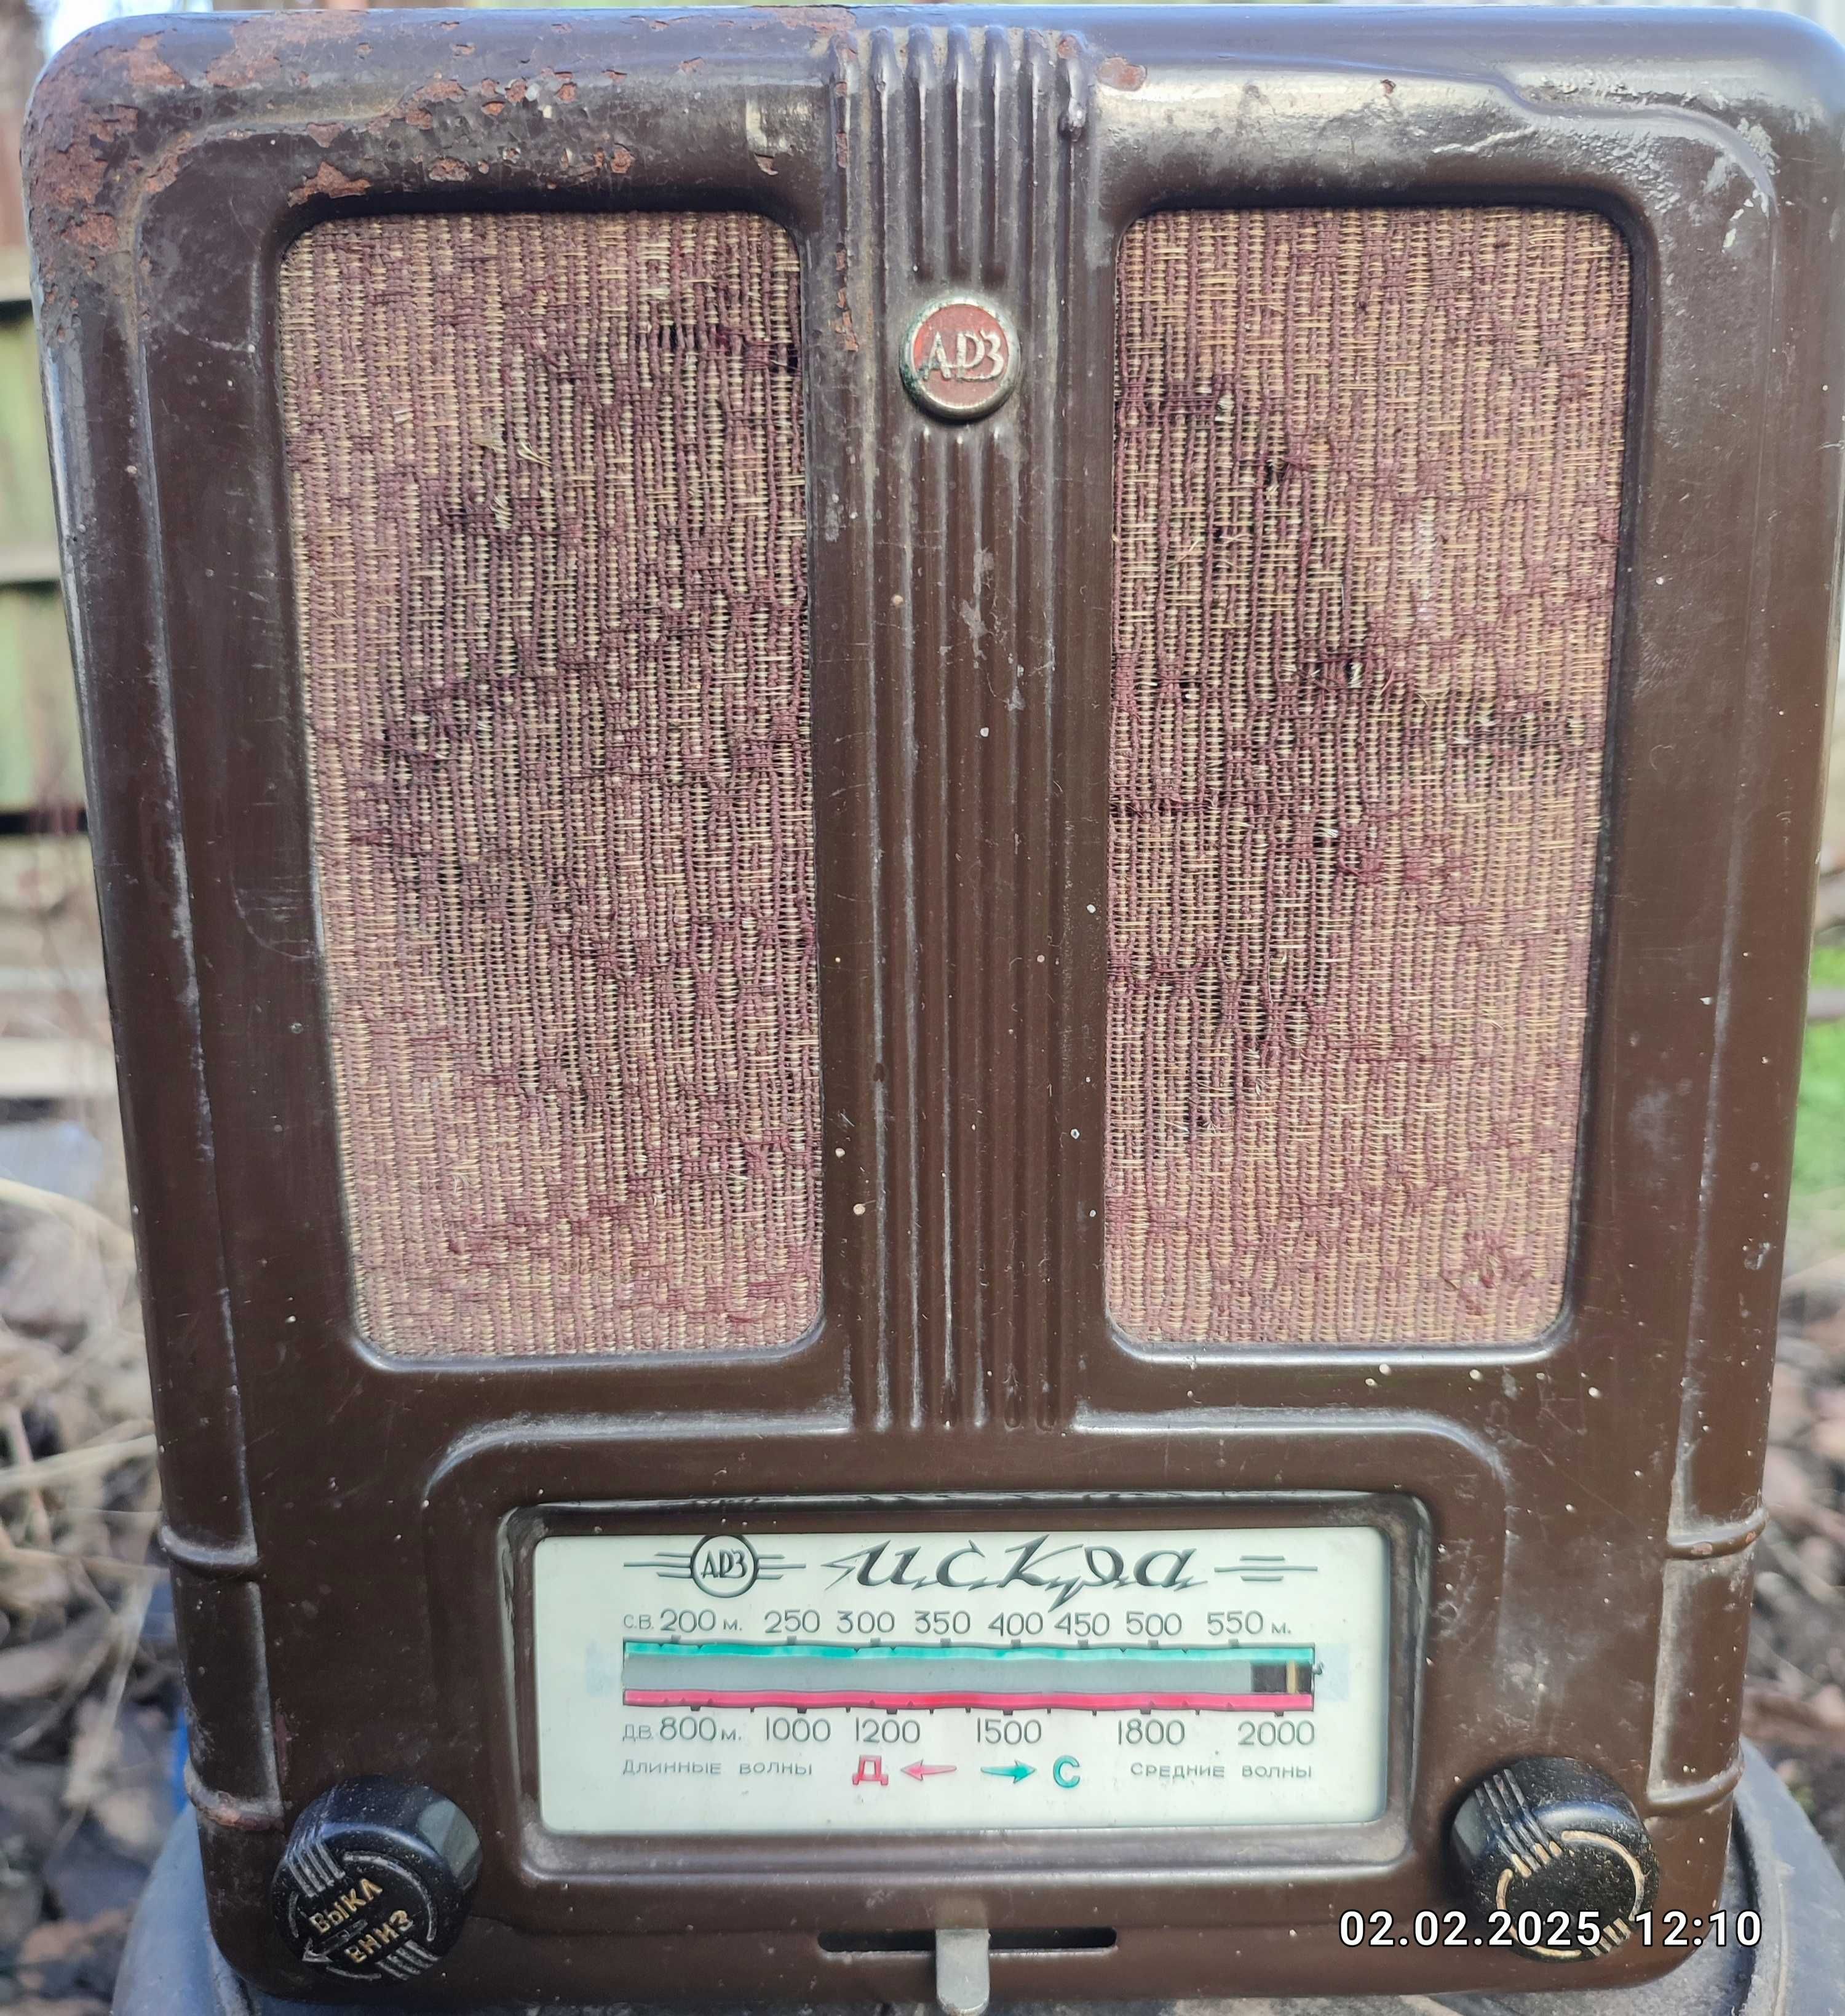 АРЗ
АРЗ искра
С.В. 200 м. 250 300 350 400 450 500 550 м.
Д.В. 800 м. 1000 1200 1500 1800 2000
Длинные волны Д ← → С Средние волны
ВЫКЛ
ВНИЗ
02.02.2025 12:10